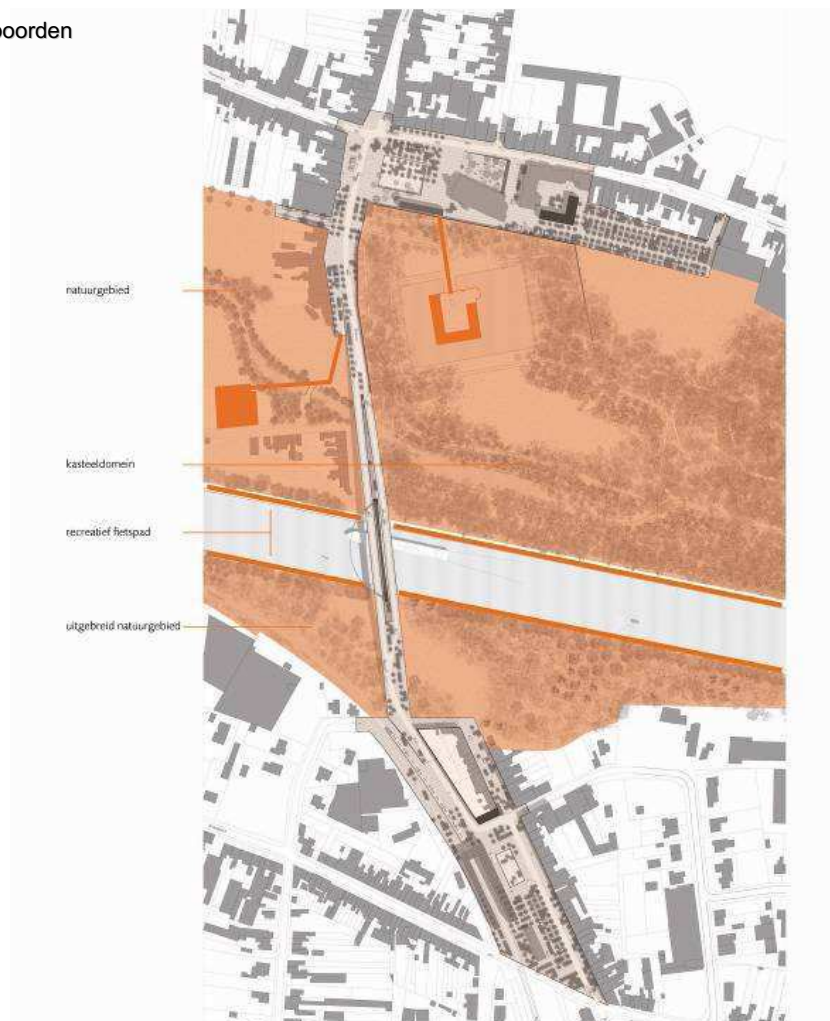 oorden
natuurgebied
kasteeldomein
recreatief fietspad
uitgebreid natuurgebied